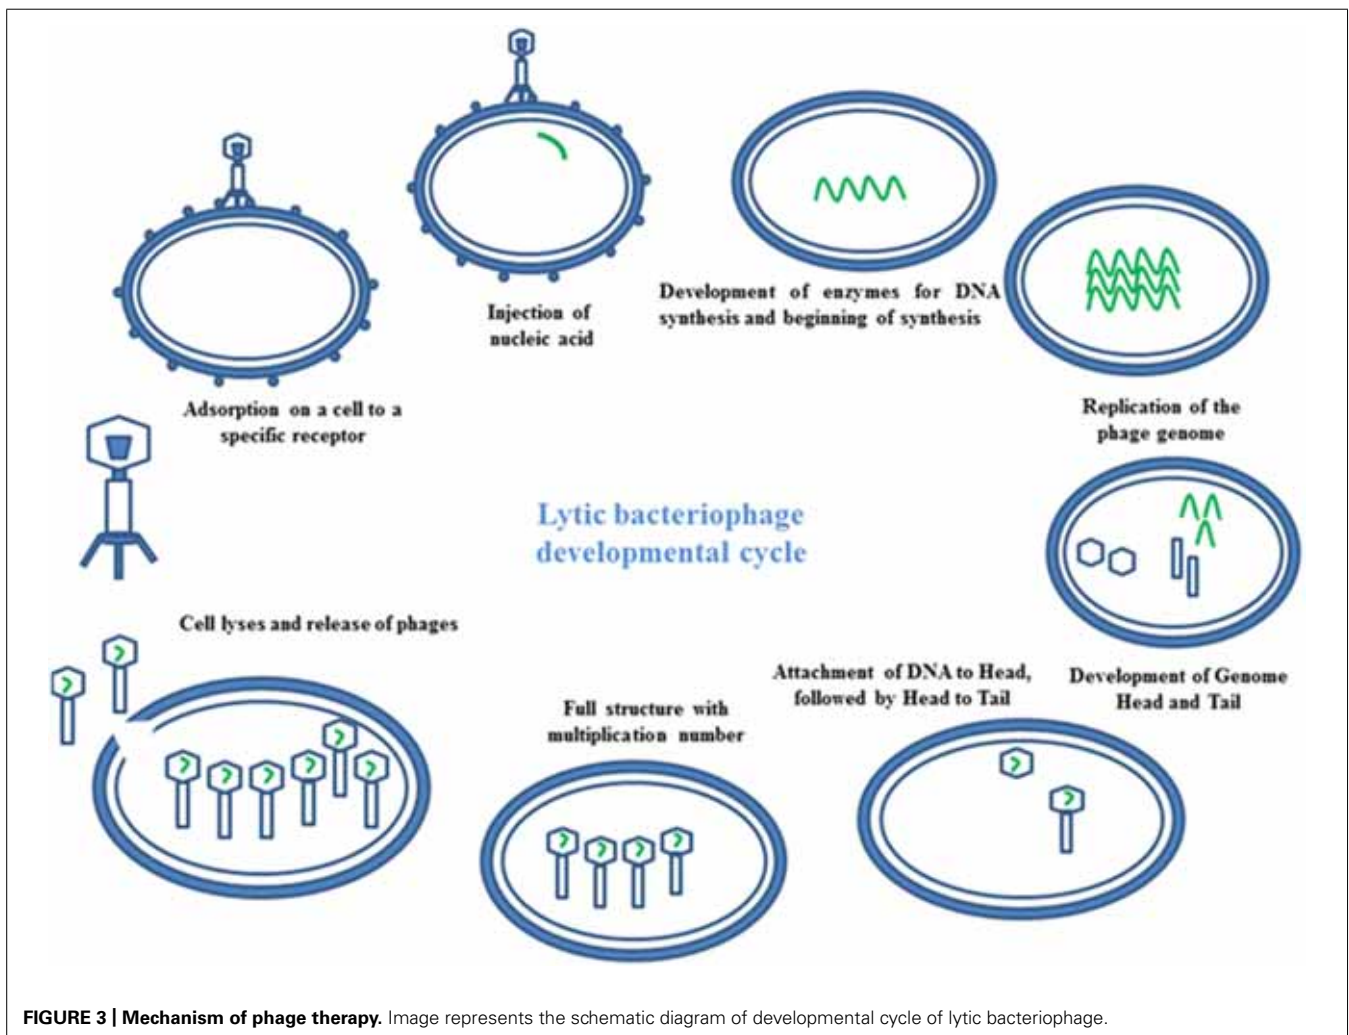 Injection of
nucleic acid
Development of enzymes for DNA
synthesis and beginning of synthesis
Adsorption on a cell to a
specific receptor
Replication of the
phage genome
Lytic bacteriophage
developmental cycle
Cell lyses and release of phages
Attachment of DNA to Head,
followed by Head to Tail
Development of Genome
Head and Tail
Full structure with
multiplication number
FIGURE 3 | Mechanism of phage therapy. Image represents the schematic diagram of developmental cycle of lytic bacteriophage.